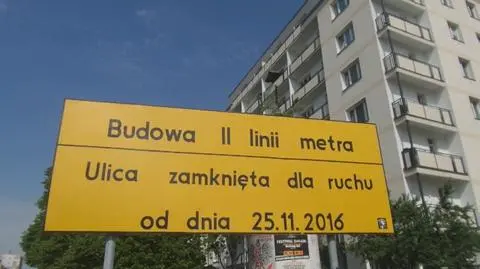 Budowa II linii metra
Ulica zamknięta dla ruchu
od dnia 25.11.2016